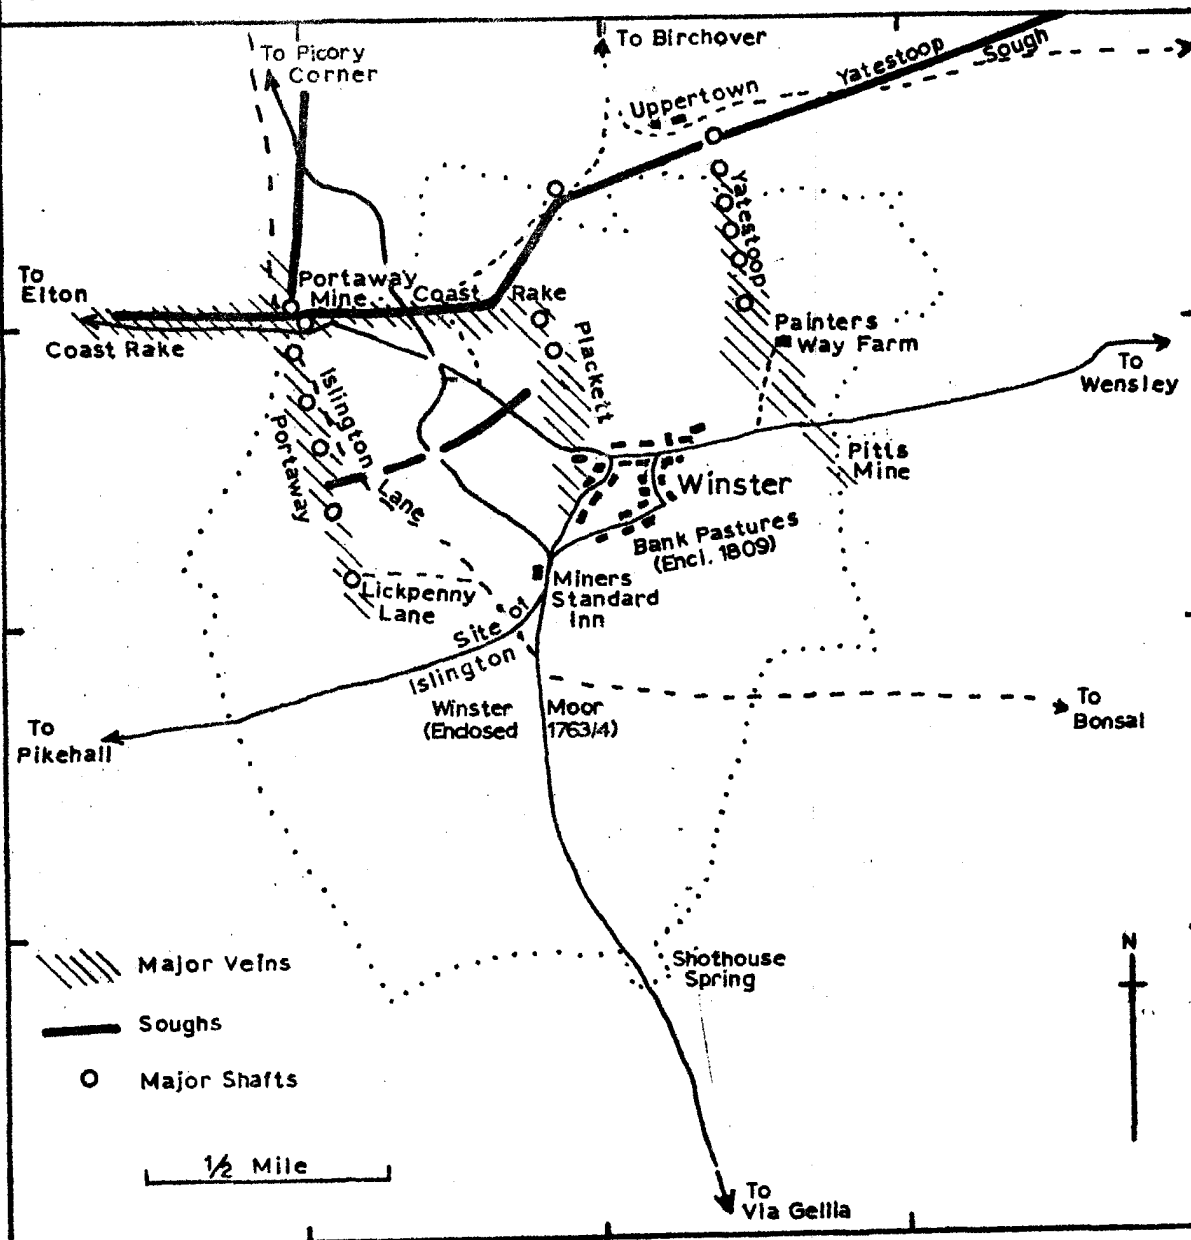 To Picory
Corner
To Birchover
Yatestoop
Sough
Uppertown
Yatestoop
To
Elton
Portaway
Mine
Coast
Rake
Coast Rake
Plackett
Painters
Way Farm
To
Wensley
Islington
Lane
Portaway
Pitts
Mine
Winster
Bank Pastures
(Encl. 1809)
Miners
Standard
Inn
Lickpenny
Lane
Site of
Islington
Winster Moor
(Enclosed 1763/4)
To
Bonsal
To
Pikehall
Shothouse
Spring
N
Major Veins
Soughs
Major Shafts
1/2 Mile
To
Via Gellia